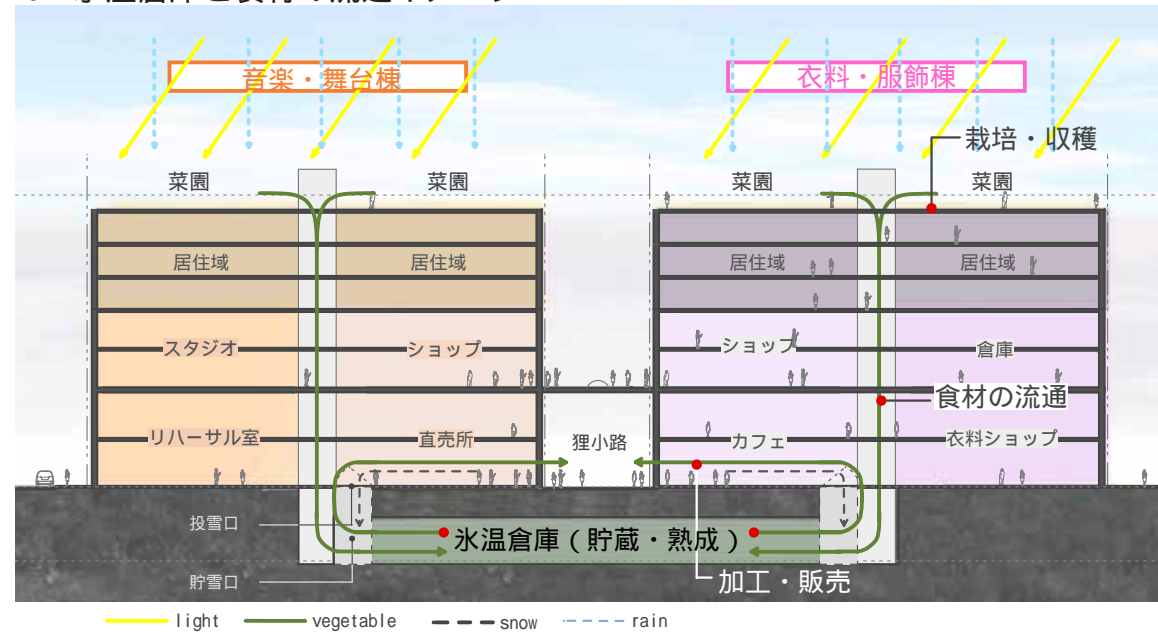 音楽・舞台棟
衣料・服飾棟
栽培・収穫
菜園
菜園
菜園
菜園
居住域
居住域
居住域
居住域
スタジオ
ショップ
ショップ
倉庫
食材の流通
リハーサル室
直売所
狸小路
カフェ
衣料ショップ
投雪口
氷温倉庫(貯蔵・熟成)
貯雪口
加工・販売
light
vegetable
snow
rain